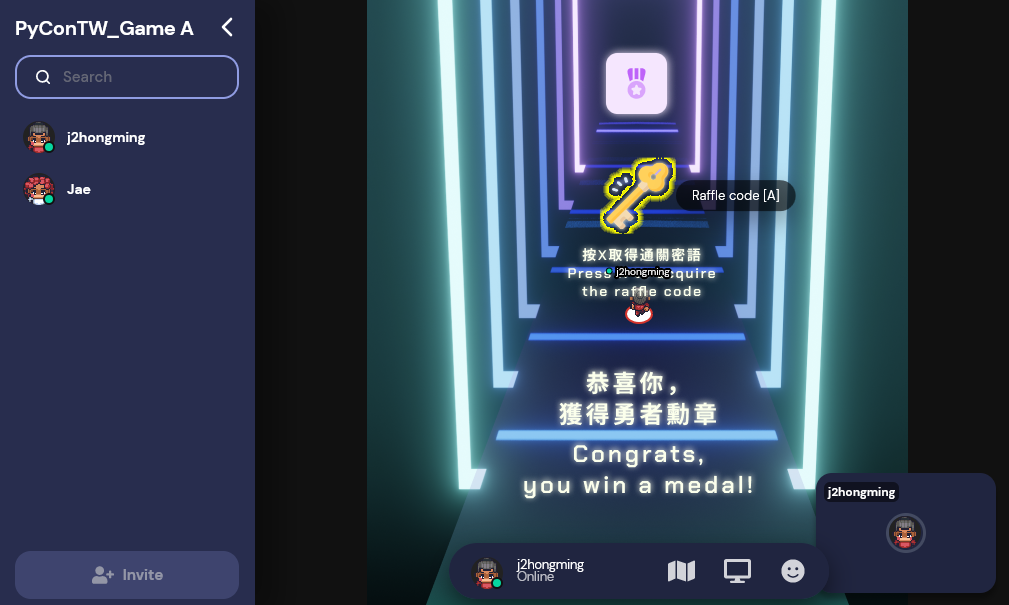 PyConTW_Game A
Search
j2hongming
Jae
Invite
Raffle code [A]
按X取得通關密語
j2hongming
Press quire
the raffle code
恭喜你，
獲得勇者勳章
Congrats,
you win a medal!
j2hongming
j2hongming
Online